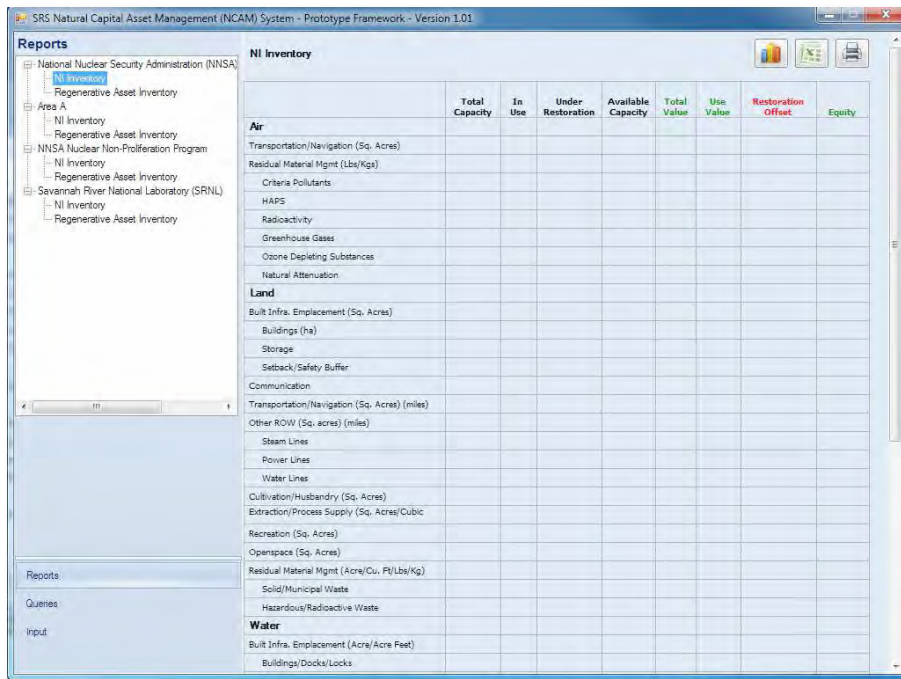 SRS Natural Capital Asset Management (NCAM) System - Prototype Framework - Version 1.01
Reports
National Nuclear Security Administration (NNSA)
NI Inventory
Regenerative Asset Inventory
Area A
NI Inventory
Regenerative Asset Inventory
NNSA Nuclear Non-Proliferation Program
NI Inventory
Regenerative Asset Inventory
Savannah River National Laboratory (SRNL)
NI Inventory
Regenerative Asset Inventory
Reports
Queries
Input
NI Inventory
Total Capacity In Use Under Restoration Available Capacity Total Value Use Value Restoration Offset Equity
Air
Transportation/Navigation (Sq. Acres)
Residual Material Mgmt (Lbs/Kgs)
Criteria Pollutants
HAPS
Radioactivity
Greenhouse Gases
Ozone Depleting Substances
Natural Attenuation
Land
Built Infra. Emplacement (Sq. Acres)
Buildings (ha)
Storage
Setback/Safety Buffer
Communication
Transportation/Navigation (Sq. Acres) (miles)
Other ROW (Sq. acres) (miles)
Steam Lines
Power Lines
Water Lines
Cultivation/Husbandry (Sq. Acres)
Extraction/Process Supply (Sq. Acres/Cubic
Recreation (Sq. Acres)
Openspace (Sq. Acres)
Residual Material Mgmt (Acre/Cu. Ft/Lbs/Kg)
Solid/Municipal Waste
Hazardous/Radioactive Waste
Water
Built Infra. Emplacement (Acre/Acre Feet)
Buildings/Docks/Locks